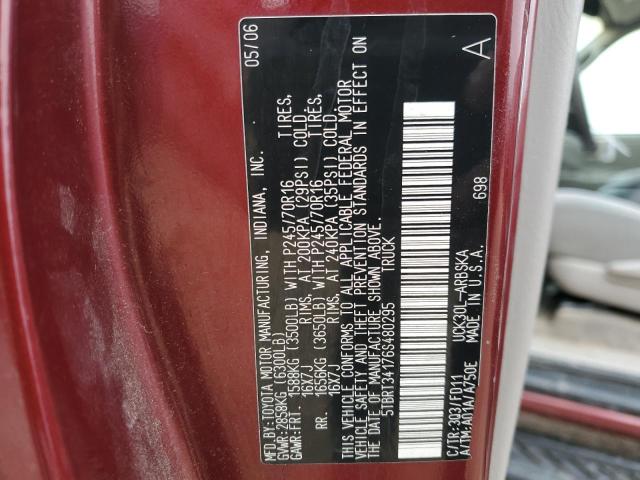 MFD. BY: TOYOTA MOTOR MANUFACTURING, INDIANA, INC. 05/06
GVWR: 2858KG (6300LB)
GAWR: FRT. 1588KG (3500LB) WITH P245/70R16 TIRES,
16X7J RIMS, AT 200KPA (29PSI) COLD.
RR. 1656KG (3650LB) WITH P245/70R16 TIRES,
16X7J RIMS, AT 240KPA (35PSI) COLD.
THIS VEHICLE CONFORMS TO ALL APPLICABLE FEDERAL MOTOR
VEHICLE SAFETY AND THEFT PREVENTION STANDARDS IN EFFECT ON
THE DATE OF MANUFACTURE SHOWN ABOVE.
5TBRT34176S480295 TRUCK
A
C/TR: 3Q3/FD11 UCK30L-ARBSKA 698
A/TM: A01A/A750E MADE IN U.S.A.